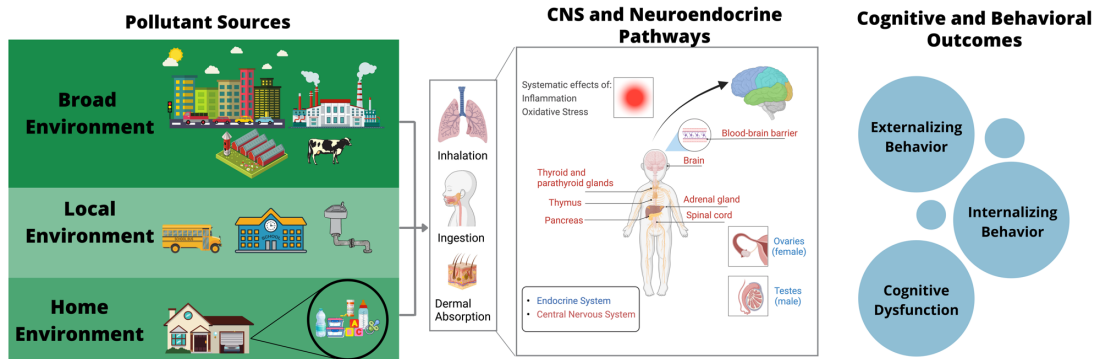 Pollutant Sources
Broad
Environment
Local
Environment
Home
Environment
Inhalation
Ingestion
Dermal
Absorption
CNS and Neuroendocrine
Pathways
Systematic effects of:
Inflammation
Oxidative Stress
Blood-brain barrier
Brain
Thyroid and
parathyroid glands
Thymus
Pancreas
Adrenal gland
Spinal cord
Ovaries
(female)
Testes
(male)
• Endocrine System
• Central Nervous System
Cognitive and Behavioral
Outcomes
Externalizing
Behavior
Internalizing
Behavior
Cognitive
Dysfunction